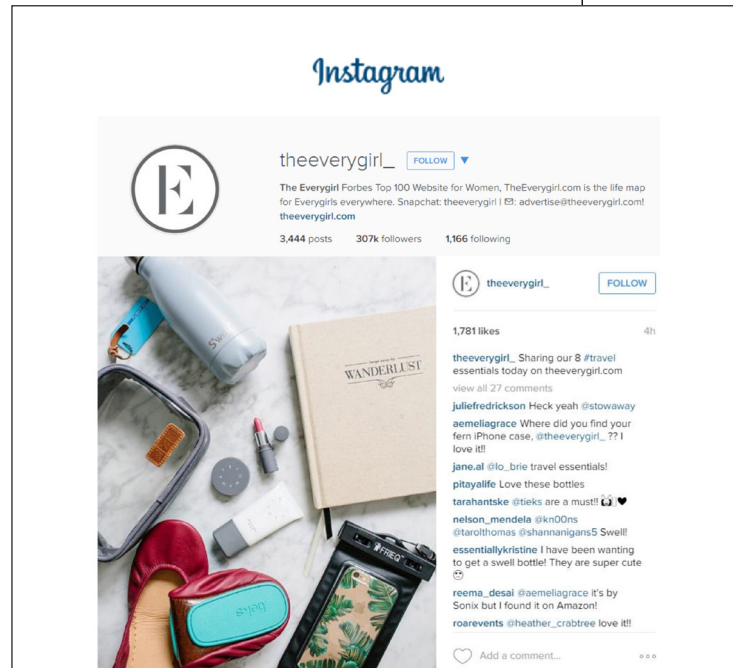 Instagram
theeverygirl_ FOLLOW
The Everygirl Forbes Top 100 Website for Women, TheEverygirl.com is the life map
for Everygirls everywhere. Snapchat: theeverygirl | ✉: advertise@theeverygirl.com!
theeverygirl.com
3,444 posts 307k followers 1,166 following
E
theeverygirl_ FOLLOW
1,781 likes 4h
theeverygirl_ Sharing our 8 #travel
essentials today on theeverygirl.com
view all 27 comments
juliefredrickson Heck yeah @stowaway
aemeliagrace Where did you find your
fern iPhone case, @theeverygirl_ ?? I
love it!!
jane.al @lo_brie travel essentials!
pitayalife Love these bottles
tarahantske @tieks are a must!! 🙌🏻♥
nelson_mendela @kn00ns
@tarolthomas @shannanigans5 Swell!
essentiallykristine I have been wanting
to get a swell bottle! They are super cute
reema_desai @aemeliagrace it's by
Sonix but I found it on Amazon!
roarevents @heather_crabtree love it!!
Add a comment...
E
WANDERLUST
FRIEQ